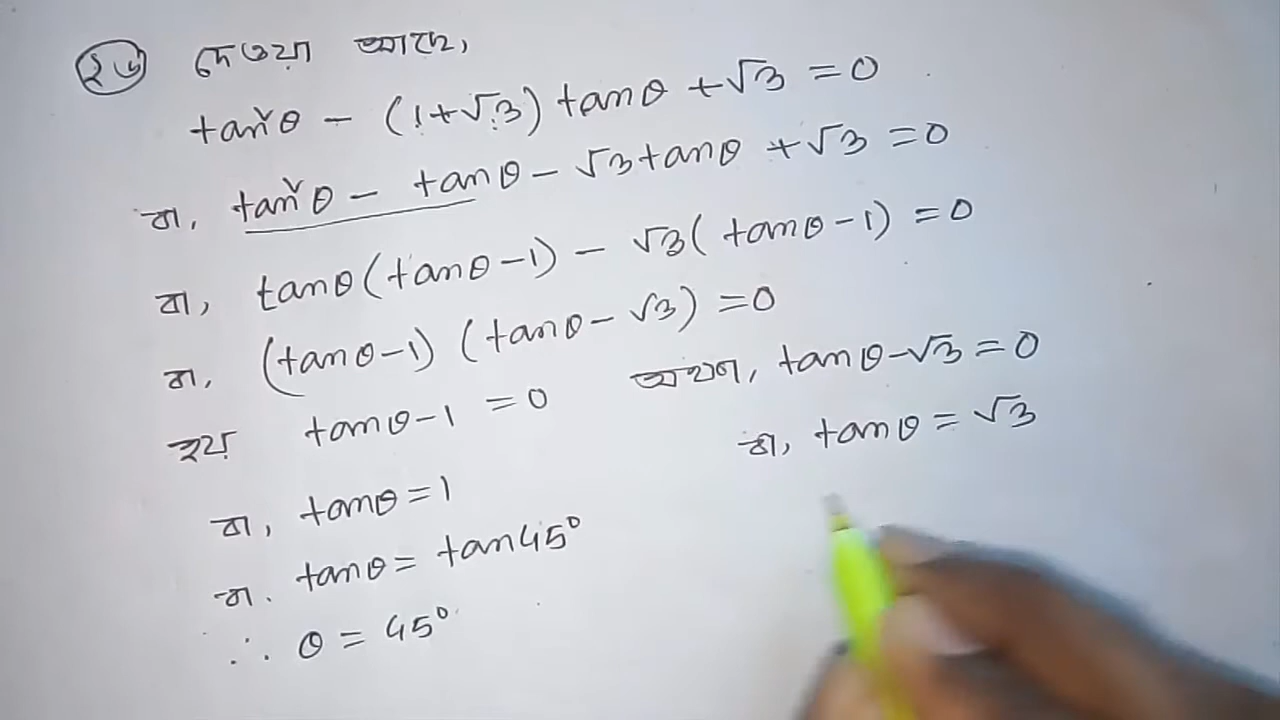 ২৬ দেওয়া আছে,
tan²θ - (1+√3) tanθ + √3 = 0
বা, tan²θ - tanθ - √3 tanθ + √3 = 0
বা, tanθ(tanθ-1) - √3(tanθ-1) = 0
বা, (tanθ-1) (tanθ-√3) = 0
হয় tanθ-1 = 0 অথবা, tanθ-√3 = 0
বা, tanθ = √3
বা, tanθ = 1
বা. tanθ = tan45°
∴ θ = 45°